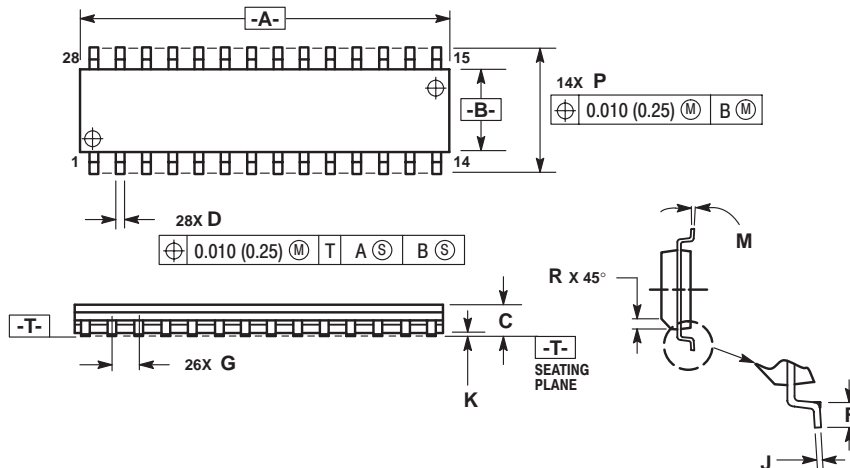 -A-
28
15
14X P
-B-
⌖ 0.010 (0.25) Ⓜ B Ⓜ
1
14
28X D
⌖ 0.010 (0.25) Ⓜ T A Ⓢ B Ⓢ
M
R X 45°
-T-
C
26X G
K
-T-
SEATING
PLANE
J